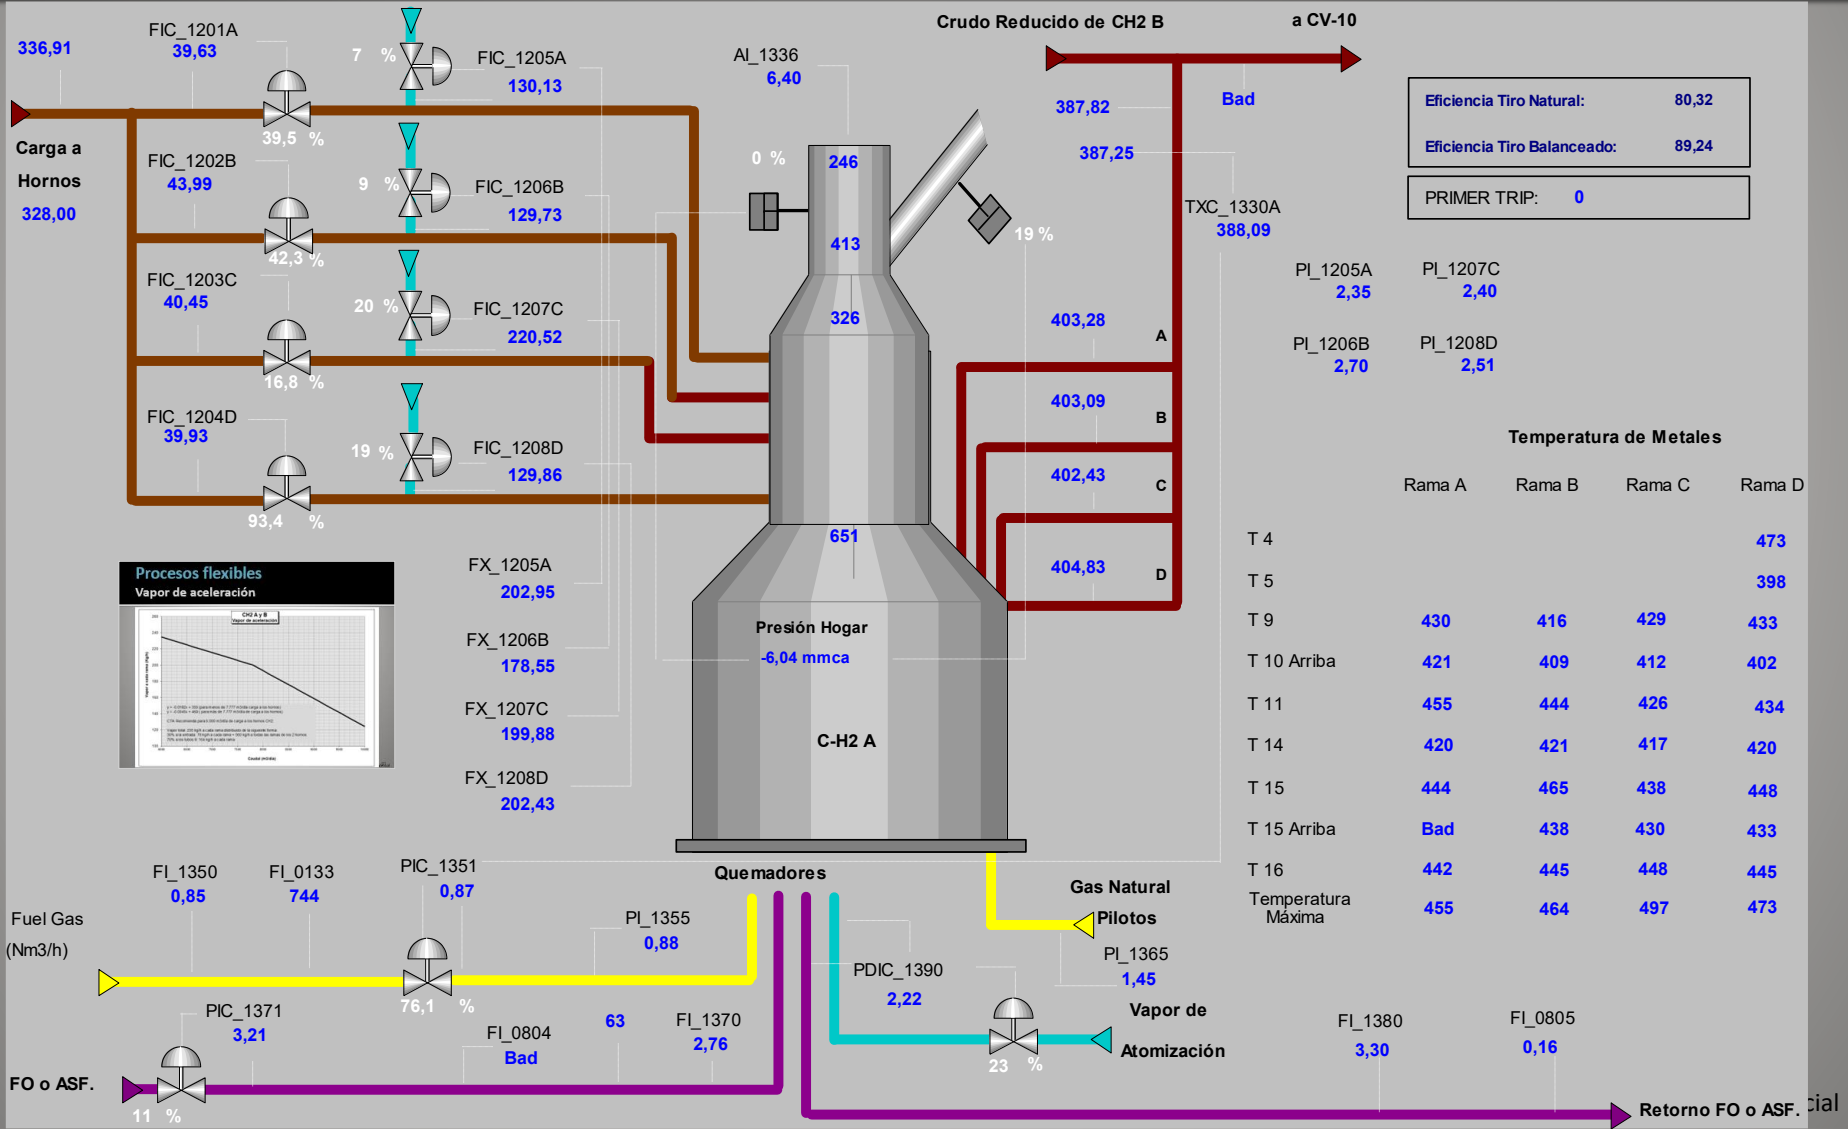 Crudo Reducido de CH2 B
a CV-10
336,91
FIC_1201A
39,63
7 %
FIC_1205A
130,13
AI_1336
6,40
387,82
Bad
Eficiencia Tiro Natural: 80,32
Eficiencia Tiro Balanceado: 89,24
PRIMER TRIP: 0
39,5 %
Carga a
Hornos
328,00
FIC_1202B
43,99
9 %
FIC_1206B
129,73
0 %
246
387,25
TXC_1330A
388,09
19 %
413
42,3 %
FIC_1203C
40,45
20 %
FIC_1207C
220,52
326
PI_1205A
2,35
PI_1207C
2,40
PI_1206B
2,70
PI_1208D
2,51
403,28
A
16,8 %
FIC_1204D
39,93
19 %
FIC_1208D
129,86
403,09
B
402,43
C
93,4 %
651
404,83
D
Temperatura de Metales
Rama A Rama B Rama C Rama D
T 4 473
T 5 398
T 9 430 416 429 433
T 10 Arriba 421 409 412 402
T 11 455 444 426 434
T 14 420 421 417 420
T 15 444 465 438 448
T 15 Arriba Bad 438 430 433
T 16 442 445 448 445
Temperatura
Máxima 455 464 497 473
Procesos flexibles
Vapor de aceleración
CH2 A y B
Vapor de aceleración
FX_1205A
202,95
FX_1206B
178,55
FX_1207C
199,88
FX_1208D
202,43
Presión Hogar
-6,04 mmca
C-H2 A
Quemadores
FI_1350
0,85
FI_0133
744
PIC_1351
0,87
Fuel Gas
(Nm3/h)
PI_1355
0,88
76,1 %
Gas Natural
Pilotos
PI_1365
1,45
PDIC_1390
2,22
Vapor de
Atomización
23 %
PIC_1371
3,21
FI_0804
Bad
63
FI_1370
2,76
FI_1380
3,30
FI_0805
0,16
FO o ASF.
11 %
Retorno FO o ASF.
cial